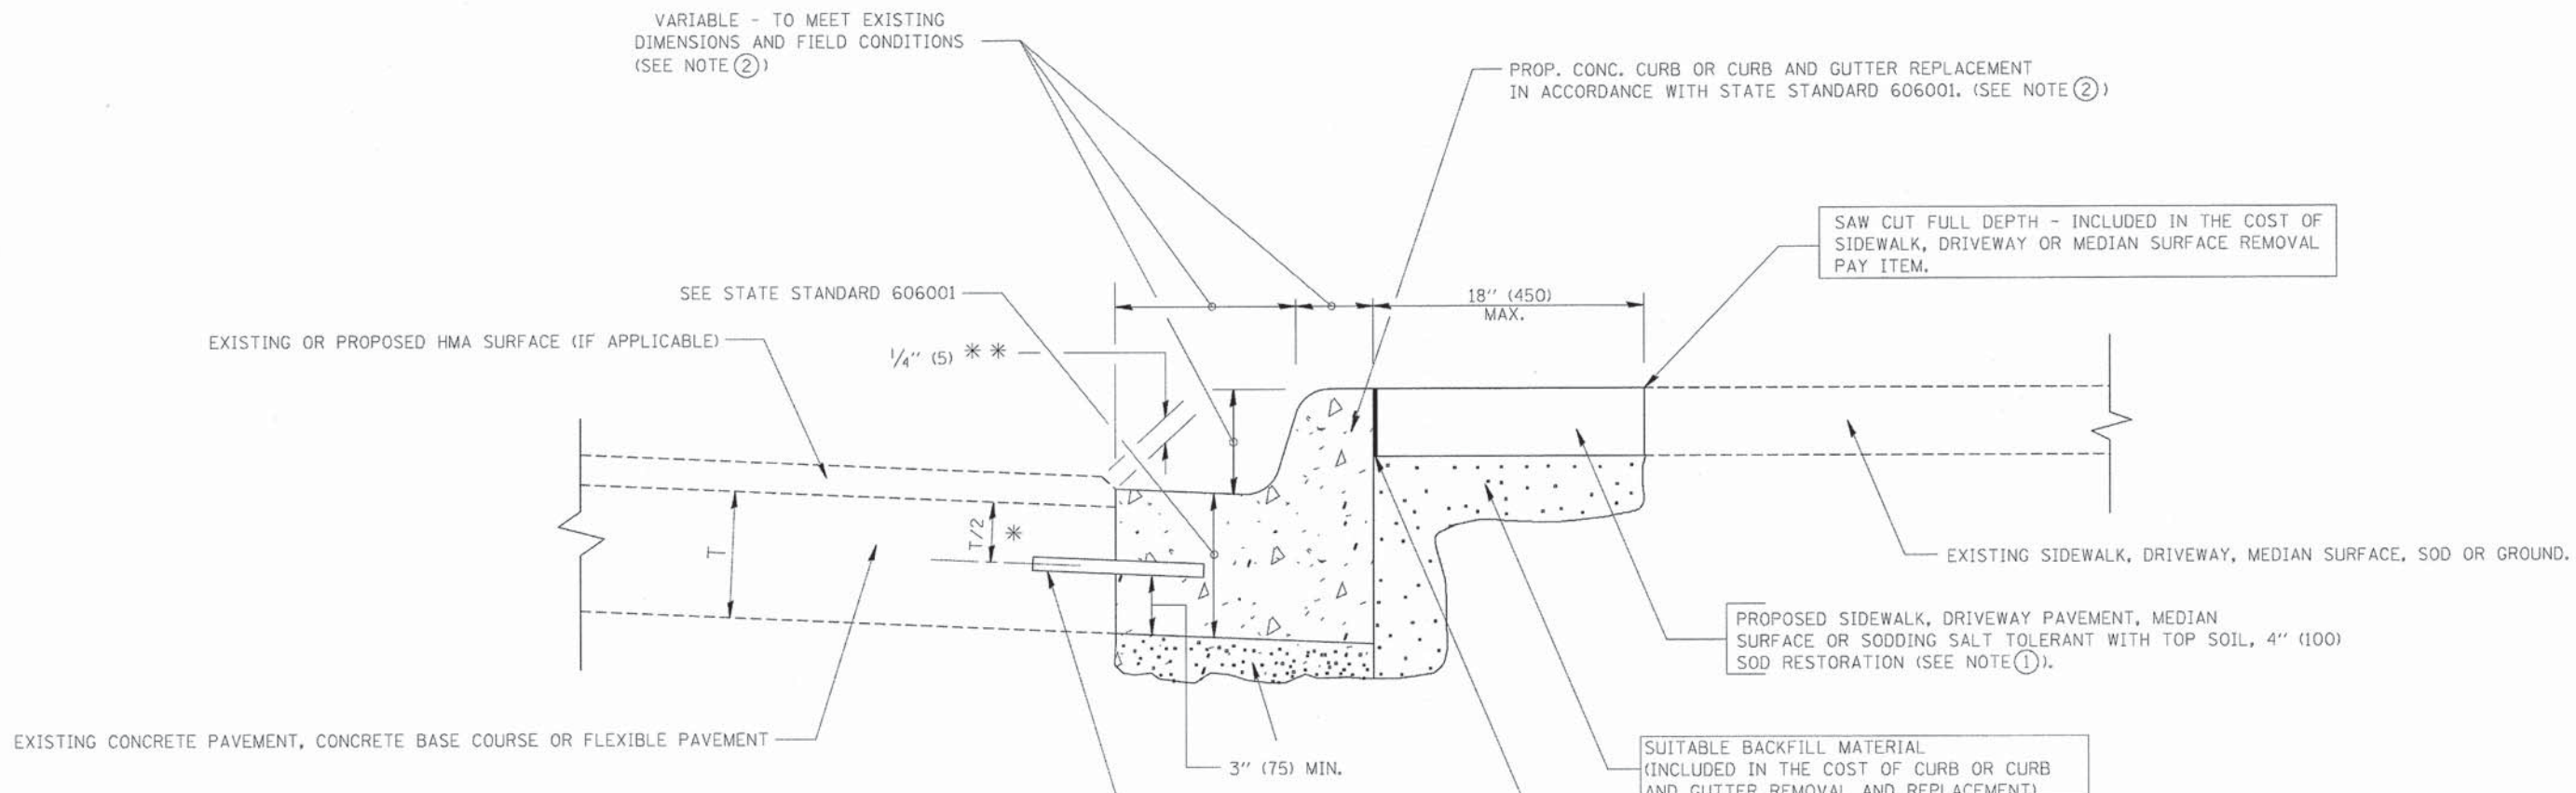 VARIABLE - TO MEET EXISTING
DIMENSIONS AND FIELD CONDITIONS
(SEE NOTE ②)
PROP. CONC. CURB OR CURB AND GUTTER REPLACEMENT
IN ACCORDANCE WITH STATE STANDARD 606001. (SEE NOTE ②)
SAW CUT FULL DEPTH - INCLUDED IN THE COST OF
SIDEWALK, DRIVEWAY OR MEDIAN SURFACE REMOVAL
PAY ITEM.
SEE STATE STANDARD 606001
18" (450)
MAX.
EXISTING OR PROPOSED HMA SURFACE (IF APPLICABLE)
1/4" (5) * *
T
T/2 *
EXISTING SIDEWALK, DRIVEWAY, MEDIAN SURFACE, SOD OR GROUND.
PROPOSED SIDEWALK, DRIVEWAY PAVEMENT, MEDIAN
SURFACE OR SODDING SALT TOLERANT WITH TOP SOIL, 4" (100)
SOD RESTORATION (SEE NOTE ①).
EXISTING CONCRETE PAVEMENT, CONCRETE BASE COURSE OR FLEXIBLE PAVEMENT
3" (75) MIN.
SUITABLE BACKFILL MATERIAL
(INCLUDED IN THE COST OF CURB OR CURB
AND GUTTER REMOVAL AND REPLACEMENT)